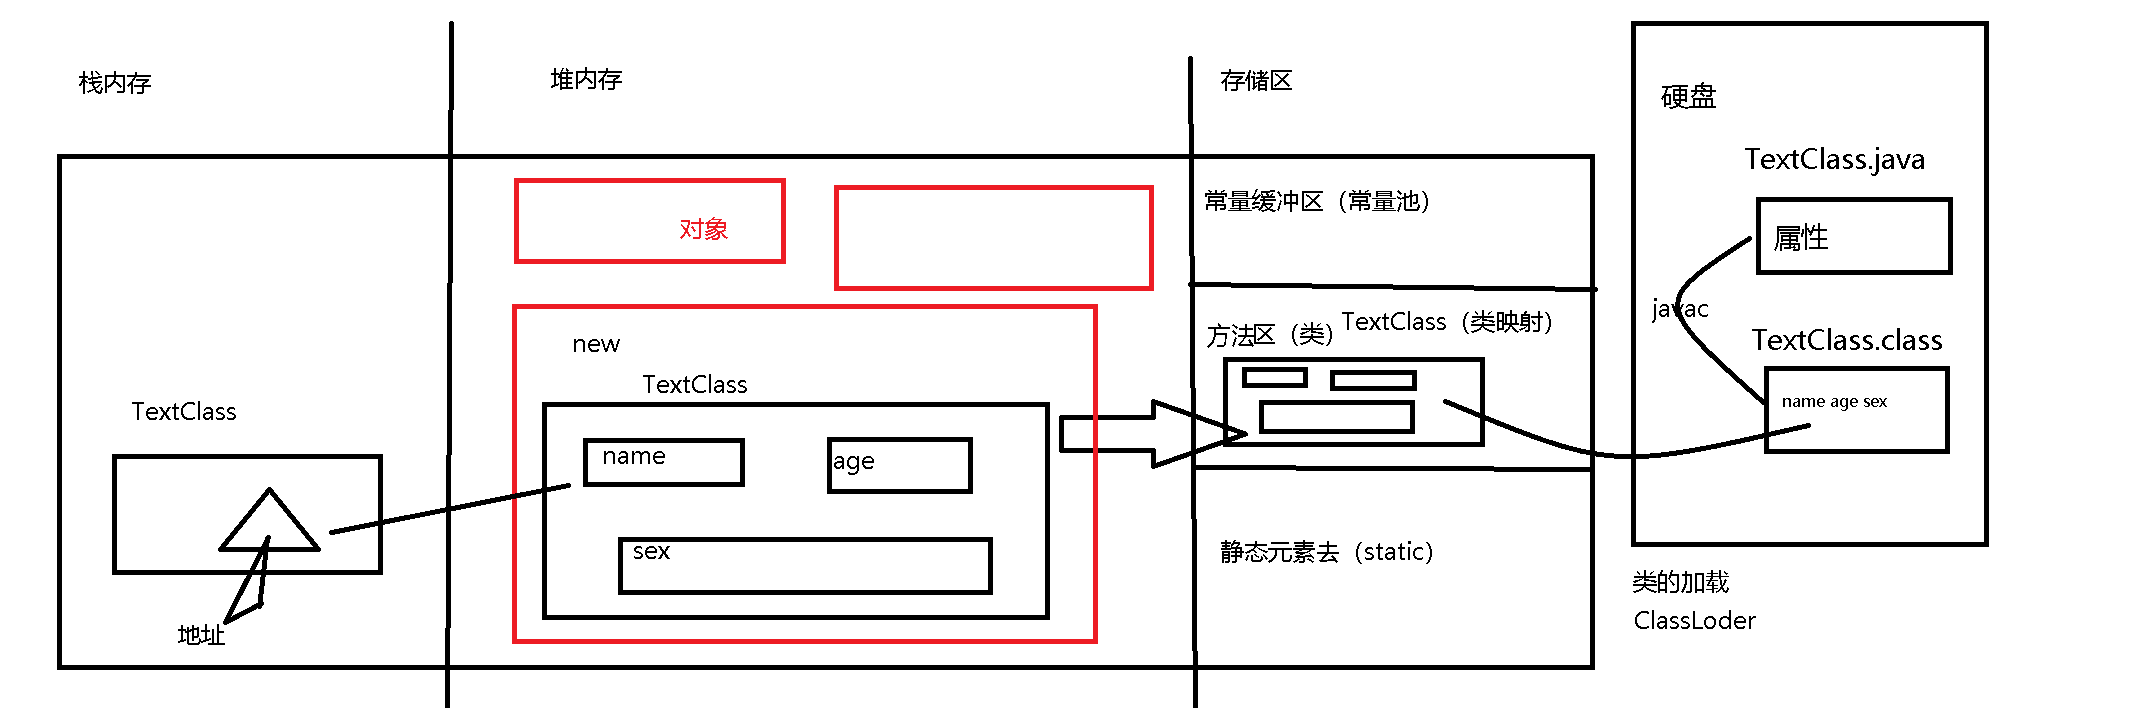 栈内存
堆内存
存储区
硬盘
TextClass.java
属性
javac
TextClass.class
name age sex
类的加载
ClassLoder
常量缓冲区（常量池）
方法区（类）
TextClass（类映射）
静态元素去（static）
对象
new
TextClass
name
age
sex
TextClass
地址